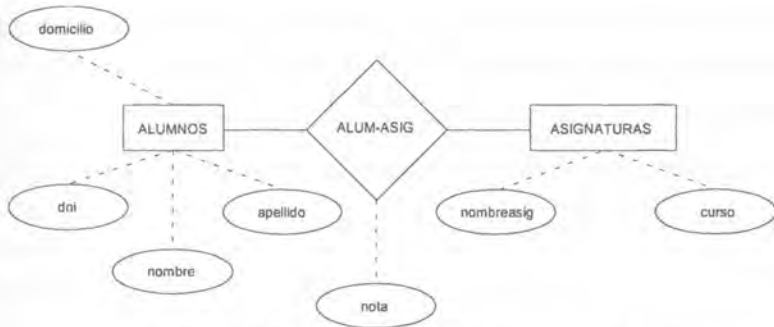 domicilio
ALUMNOS
ALUM-ASIG
ASIGNATURAS
dni
apellido
nombreasig
curso
nombre
nota